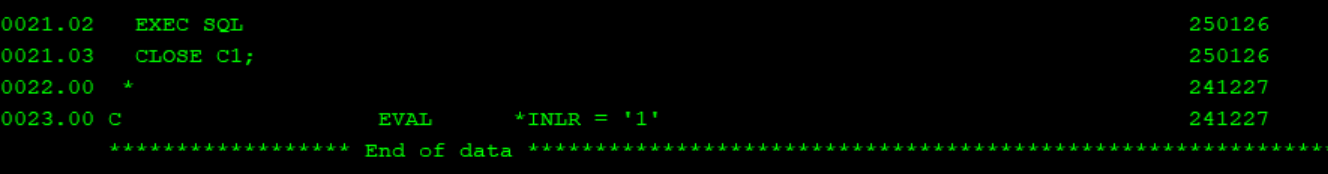 0021.02 EXEC SQL 250126
0021.03 CLOSE C1; 250126
0022.00 * 241227
0023.00 C EVAL *INLR = '1' 241227
****************** End of data *************************************************************